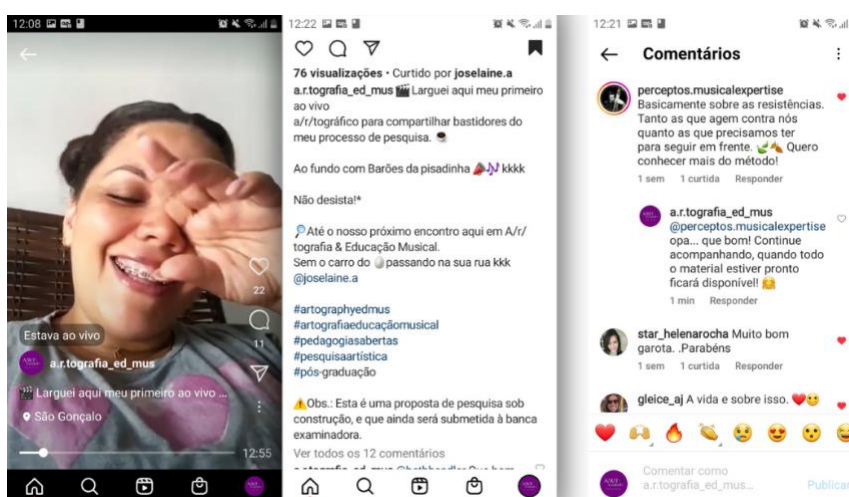 12:08
Estava ao vivo
a.r.tografia_ed_mus
Larguei aqui meu primeiro ao vivo ...
São Gonçalo
22
11
12:55
12:22
76 visualizações • Curtido por joselaine.a
a.r.tografia_ed_mus 🎬 Larguei aqui meu primeiro
ao vivo
a/r/tográfico para compartilhar bastidores do
meu processo de pesquisa. ☕
Ao fundo com Barões da pisadinha 📣🎶 kkkk
Não desista!*
🔎Até o nosso próximo encontro aqui em A/r/
tografia & Educação Musical.
Sem o carro do 🥚passando na sua rua kkk
@joselaine.a
#artographyedmus
#artografiaeducaçãomusical
#pedagogiasabertas
#pesquisaartística
#pós-graduação
⚠️Obs.: Esta é uma proposta de pesquisa sob
construção, e que ainda será submetida à banca
examinadora.
Ver todos os 12 comentários
12:21
Comentários
perceptos.musicalexpertise
Basicamente sobre as resistências.
Tanto as que agem contra nós
quanto as que precisamos ter
para seguir em frente. 🌿🍂 Quero
conhecer mais do método!
1 sem 1 curtida Responder
a.r.tografia_ed_mus
@perceptos.musicalexpertise
opa... que bom! Continue
acompanhando, quando todo
o material estiver pronto
ficará disponível! 🤗
1 min Responder
star_helenarocha Muito bom
garota. .Parabéns
1 sem 1 curtida Responder
gleice_aj A vida e sobre isso. ❤️🙂
Comentar como
a.r.tografia_ed_mus...
Publicar